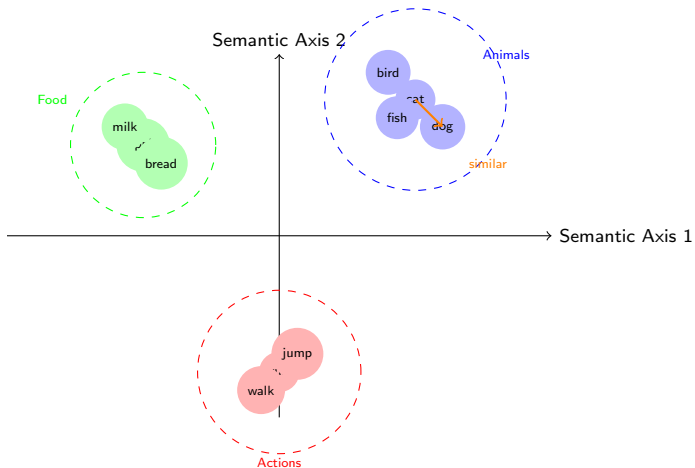 Semantic Axis 2
Animals
bird
Food
cat
milk
fish
dog
bread
similar
Semantic Axis 1
jump
walk
Actions